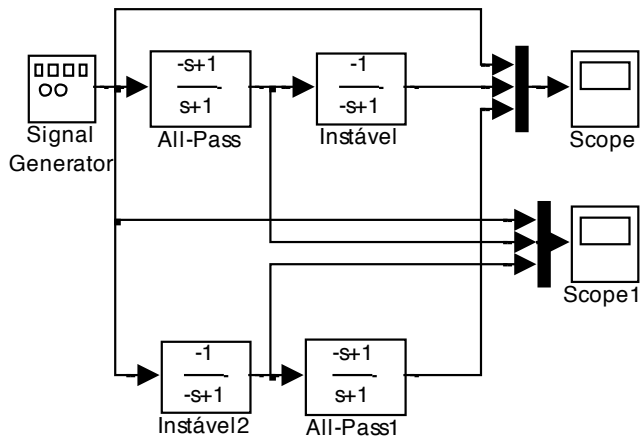 -s+1
s+1
All-Pass
-1
-s+1
Instável
Signal
Generator
Scope
Scope1
-1
-s+1
Instável2
-s+1
s+1
All-Pass1